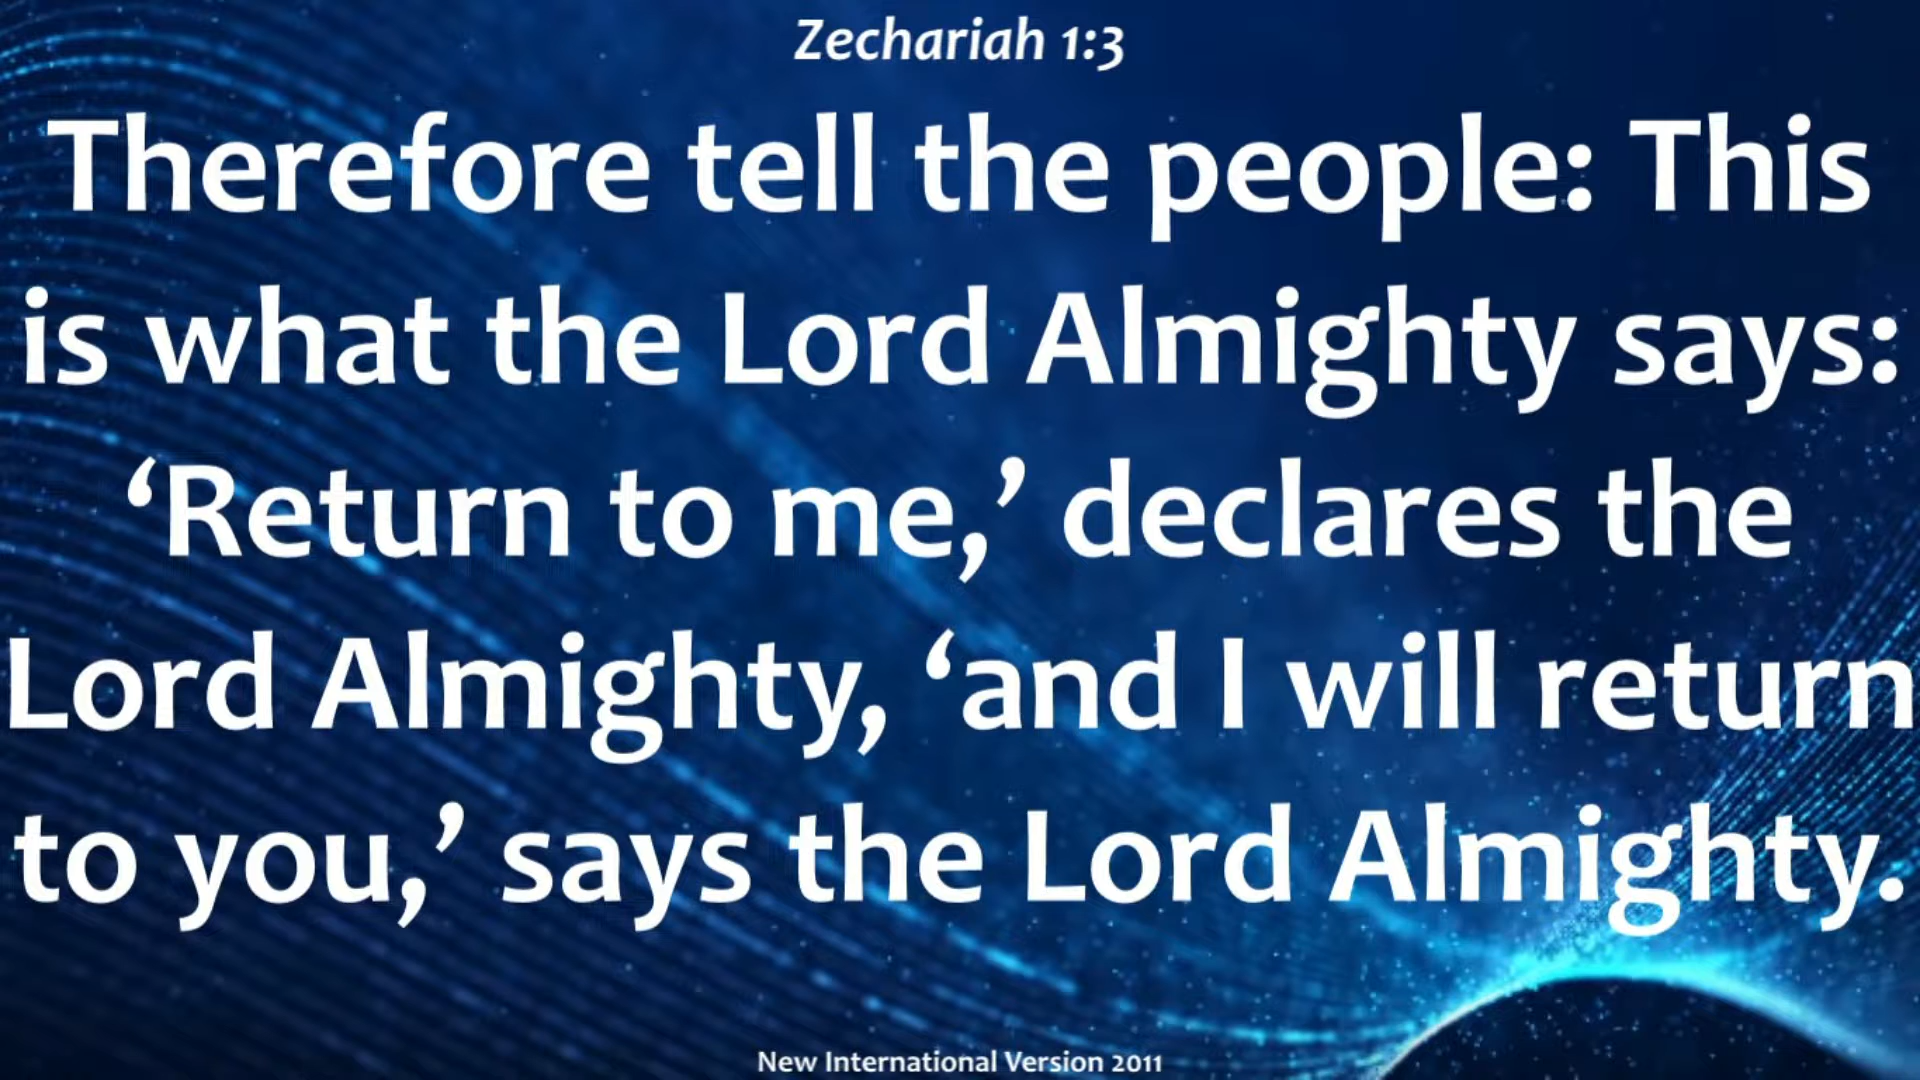 Zechariah 1:3
Therefore tell the people: This
is what the Lord Almighty says:
‘Return to me,’ declares the
Lord Almighty, ‘and I will return
to you,’ says the Lord Almighty.
New International Version 2011